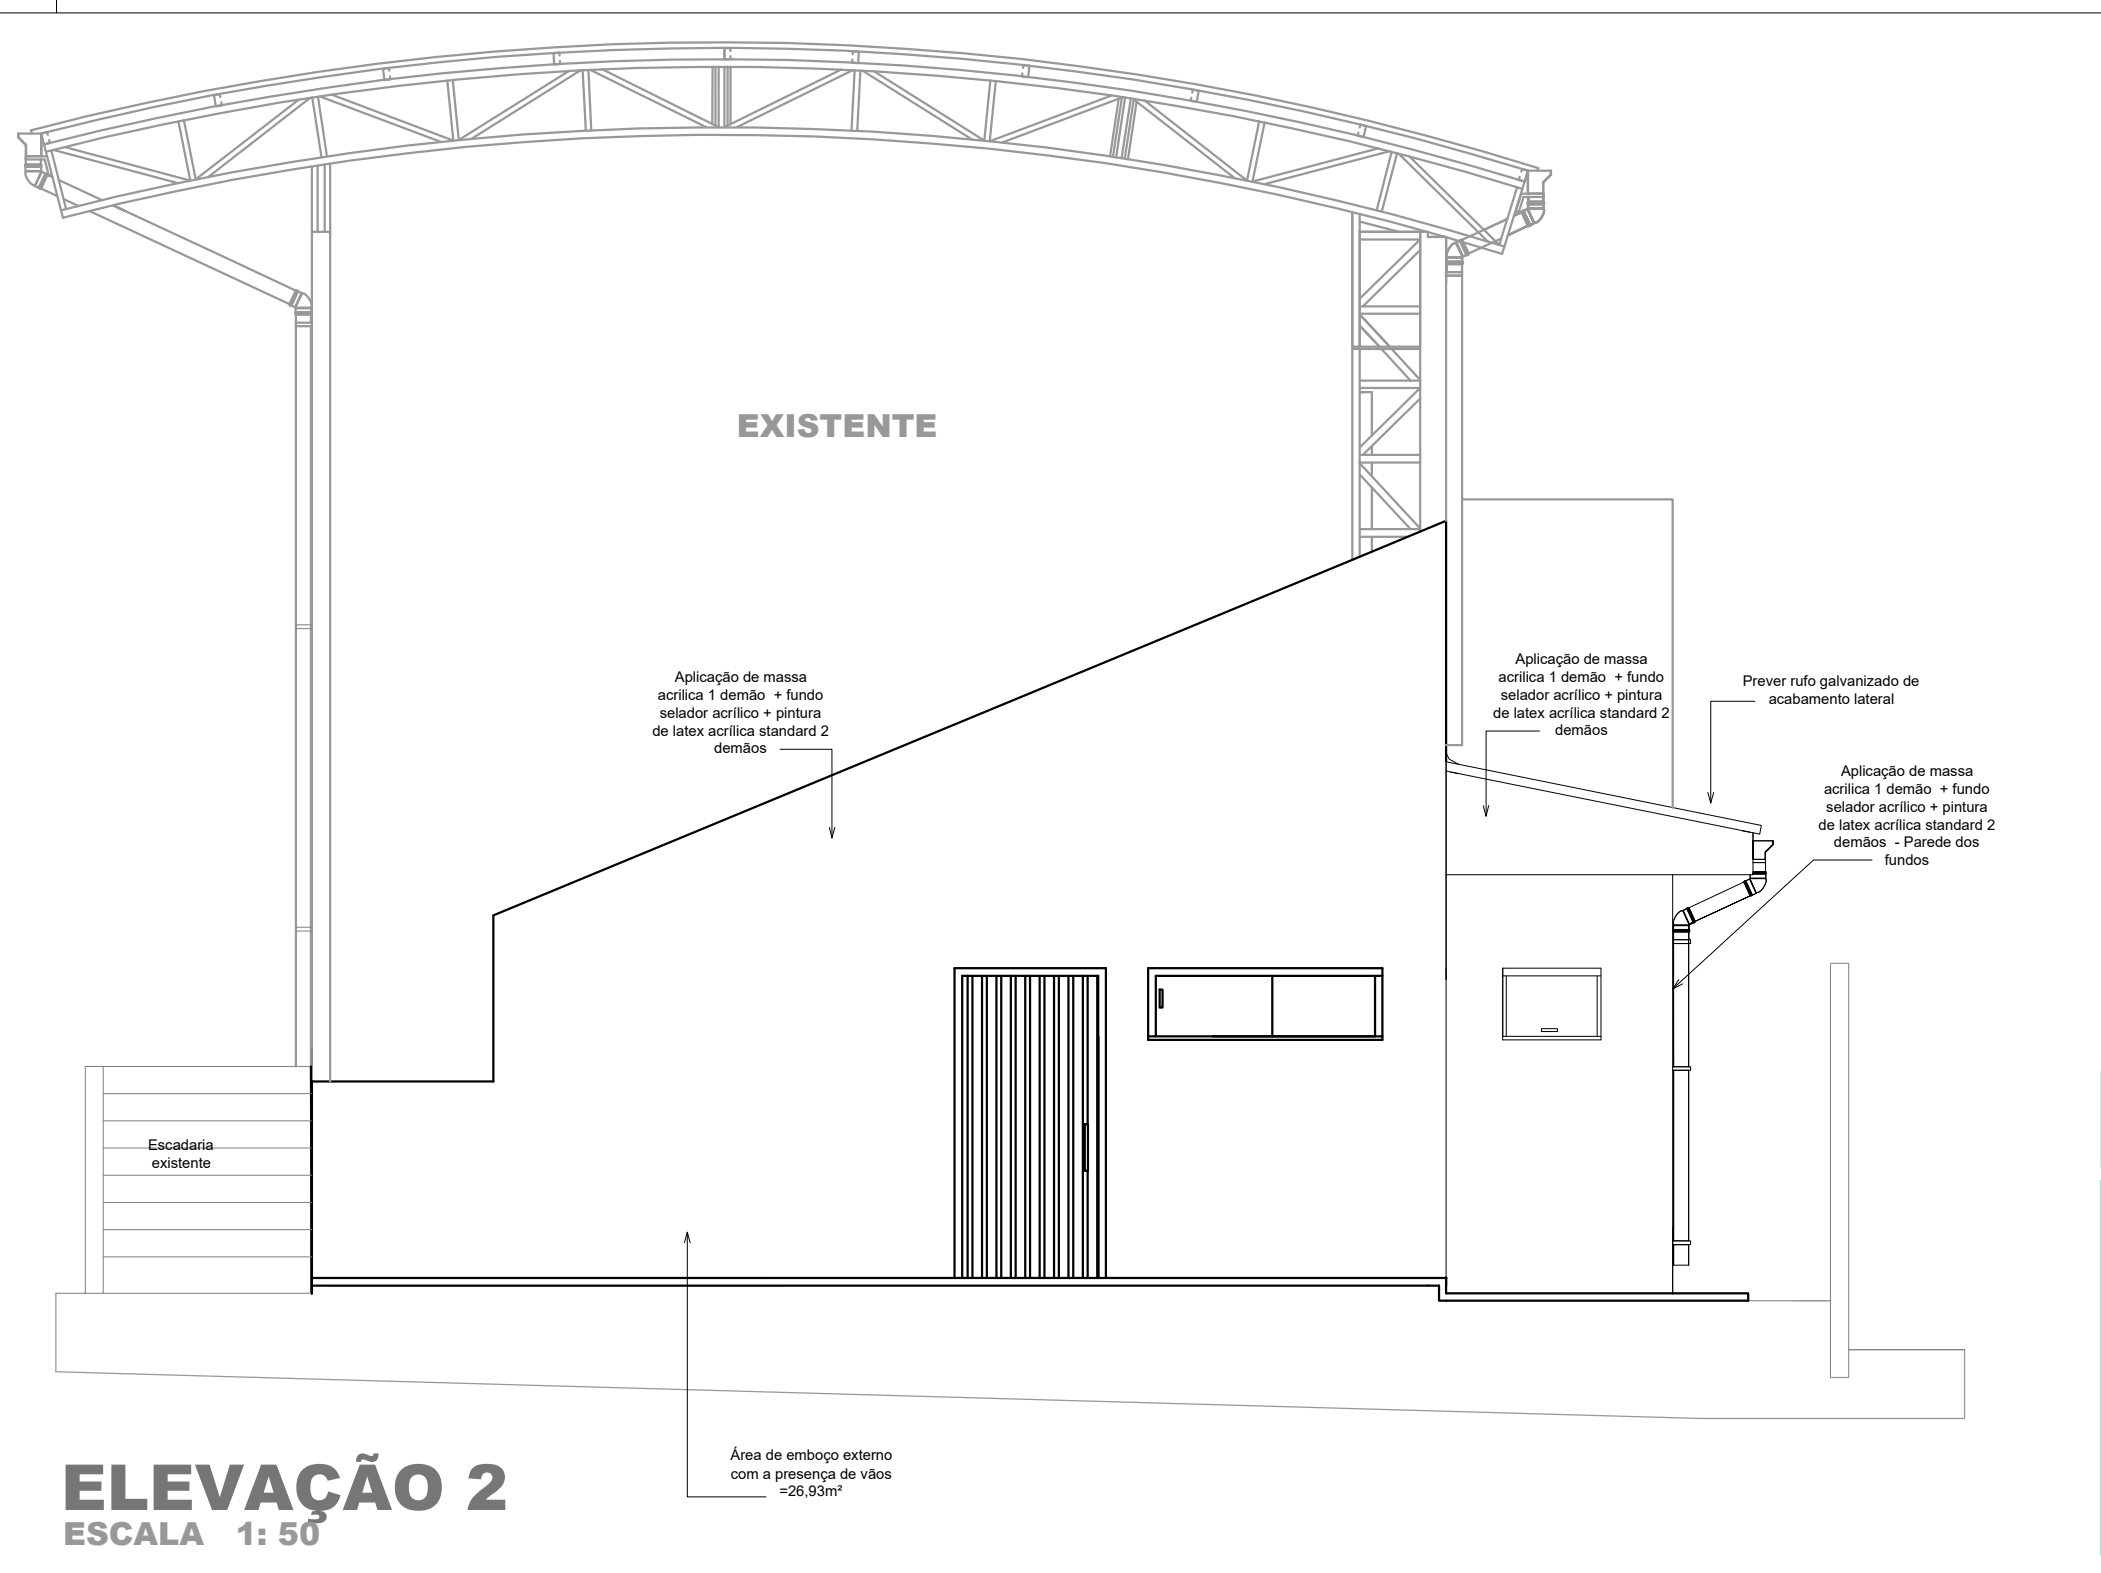 EXISTENTE
Aplicação de massa
acrilica 1 demão + fundo
selador acrílico + pintura
de latex acrílica standard 2
demãos
Aplicação de massa
acrilica 1 demão + fundo
selador acrílico + pintura
de latex acrílica standard 2
demãos
Prever rufo galvanizado de
acabamento lateral
Aplicação de massa
acrilica 1 demão + fundo
selador acrílico + pintura
de latex acrílica standard 2
demãos - Parede dos
fundos
Escadaria
existente
Área de emboço externo
com a presença de vãos
=26,93m²
ELEVAÇÃO 2
ESCALA 1: 50